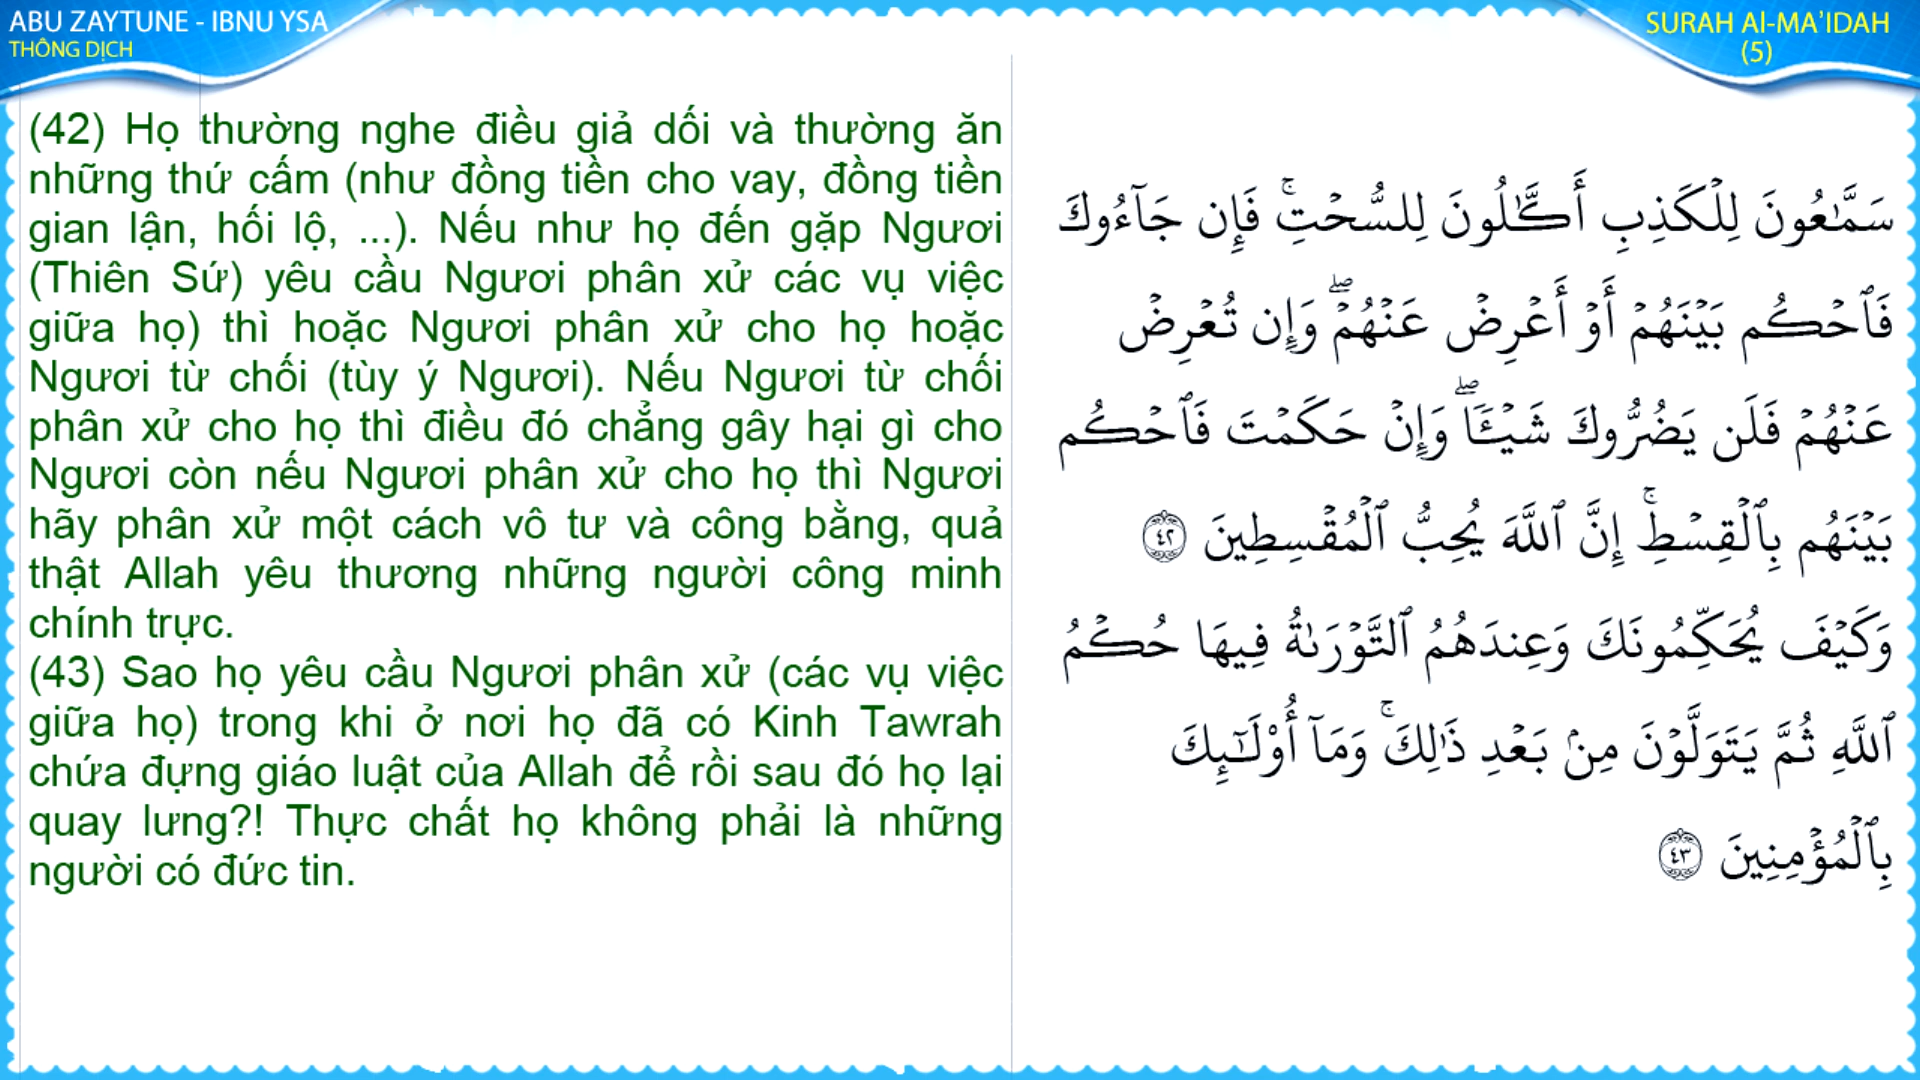 ABU ZAYTUNE - IBNU YSA
THÔNG DỊCH
SURAH Al-MA'IDAH
(5)
(42) Họ thường nghe điều giả dối và thường ăn
những thứ cấm (như đồng tiền cho vay, đồng tiền
gian lận, hối lộ, ...). Nếu như họ đến gặp Ngươi
(Thiên Sứ) yêu cầu Ngươi phân xử các vụ việc
giữa họ) thì hoặc Ngươi phân xử cho họ hoặc
Ngươi từ chối (tùy ý Ngươi). Nếu Ngươi từ chối
phân xử cho họ thì điều đó chẳng gây hại gì cho
Ngươi còn nếu Ngươi phân xử cho họ thì Ngươi
hãy phân xử một cách vô tư và công bằng, quả
thật Allah yêu thương những người công minh
chính trực.
(43) Sao họ yêu cầu Ngươi phân xử (các vụ việc
giữa họ) trong khi ở nơi họ đã có Kinh Tawrah
chứa đựng giáo luật của Allah để rồi sau đó họ lại
quay lưng?! Thực chất họ không phải là những
người có đức tin.
سَمَّٰعُونَ لِلۡكَذِبِ أَكَّٰلُونَ لِلسُّحۡتِۚ فَإِن جَآءُوكَ
فَٱحۡكُم بَيۡنَهُمۡ أَوۡ أَعۡرِضۡ عَنۡهُمۡۖ وَإِن تُعۡرِضۡ
عَنۡهُمۡ فَلَن يَضُرُّوكَ شَيۡـٔٗاۖ وَإِنۡ حَكَمۡتَ فَٱحۡكُم
بَيۡنَهُم بِٱلۡقِسۡطِۚ إِنَّ ٱللَّهَ يُحِبُّ ٱلۡمُقۡسِطِينَ ٤٢
وَكَيۡفَ يُحَكِّمُونَكَ وَعِندَهُمُ ٱلتَّوۡرَىٰةُ فِيهَا حُكۡمُ
ٱللَّهِ ثُمَّ يَتَوَلَّوۡنَ مِنۢ بَعۡدِ ذَٰلِكَۚ وَمَآ أُوْلَٰٓئِكَ
بِٱلۡمُؤۡمِنِينَ ٤٣